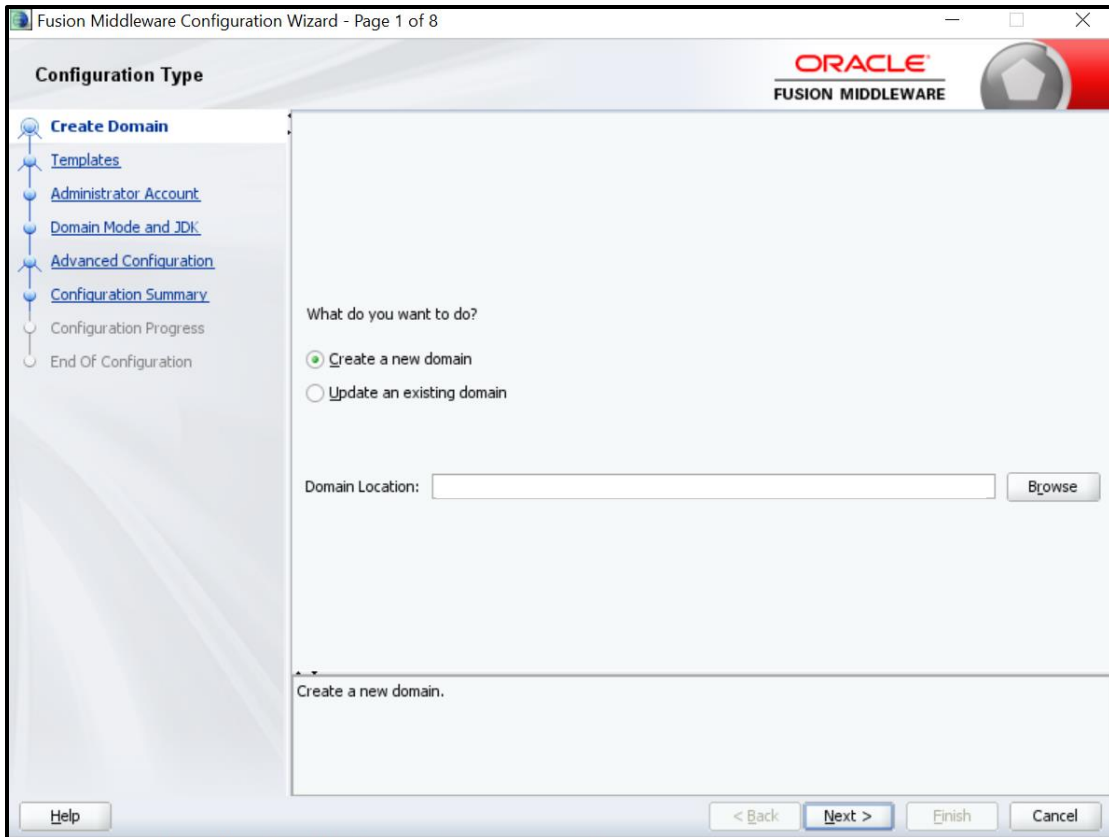 Fusion Middleware Configuration Wizard - Page 1 of 8
Configuration Type
ORACLE
FUSION MIDDLEWARE
Create Domain
Templates
Administrator Account
Domain Mode and JDK
Advanced Configuration
Configuration Summary
Configuration Progress
End Of Configuration
What do you want to do?
Create a new domain
Update an existing domain
Domain Location:
Browse
Create a new domain.
Help
< Back
Next >
Finish
Cancel